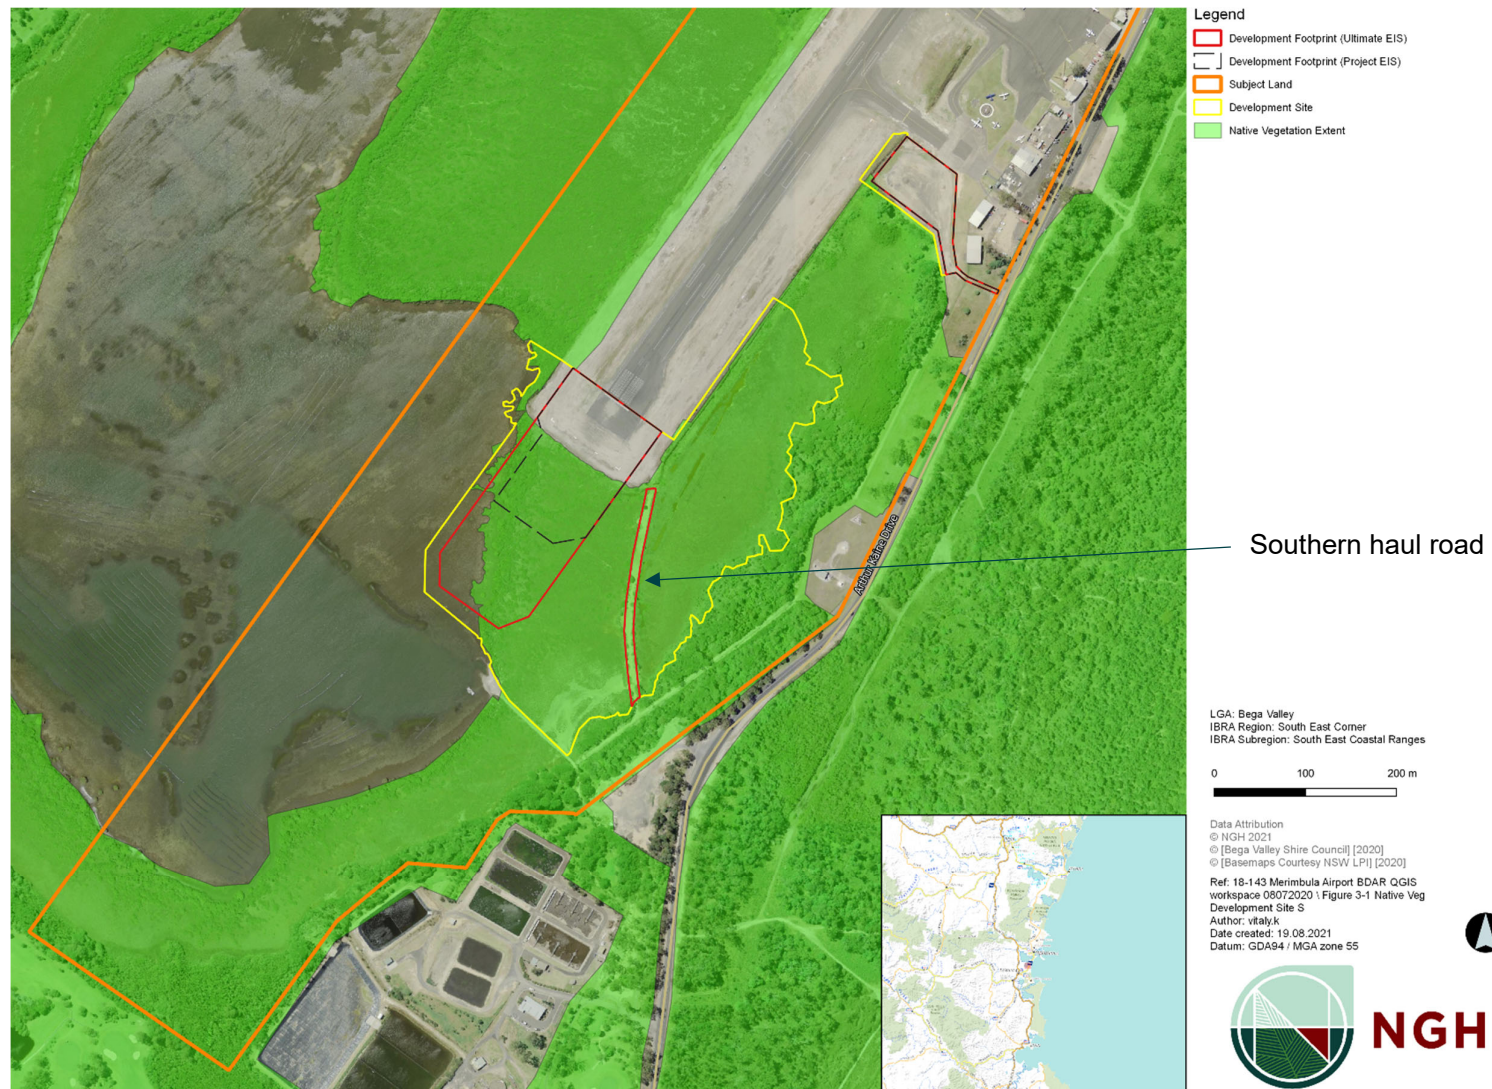 Legend
Development Footprint (Ultimate EIS)
Development Footprint (Project EIS)
Subject Land
Development Site
Native Vegetation Extent
Arthur Kaine Drive
Southern haul road
LGA: Bega Valley
IBRA Region: South East Corner
IBRA Subregion: South East Coastal Ranges
0 100 200 m
Data Attribution
© NGH 2021
© [Bega Valley Shire Council] [2020]
© [Basemaps Courtesy NSW LPI] [2020]
Ref: 18-143 Merimbula Airport BDAR QGIS
workspace 08072020 \ Figure 3-1 Native Veg
Development Site S
Author: vitaly.k
Date created: 19.08.2021
Datum: GDA94 / MGA zone 55
NGH